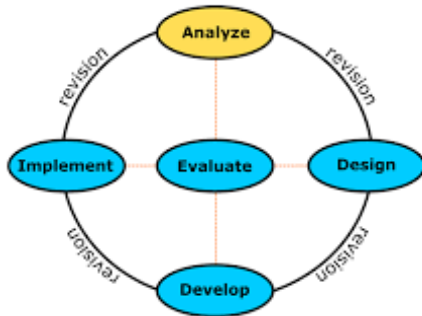 Analyze
revision
revision
Implement
Evaluate
Design
revision
revision
Develop